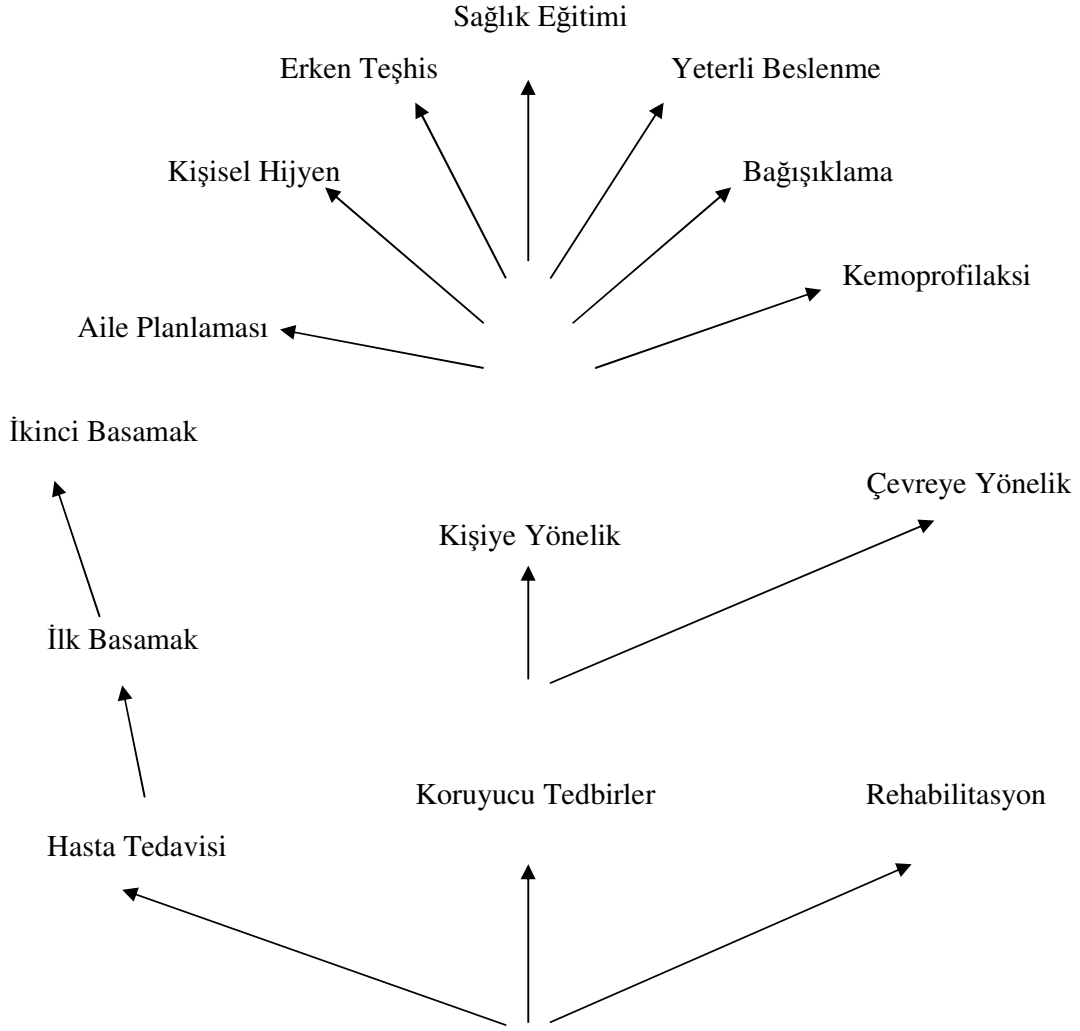 Sağlık Eğitimi
Erken Teşhis
Yeterli Beslenme
Kişisel Hijyen
Bağışıklama
Kemoprofilaksi
Aile Planlaması
İkinci Basamak
Çevreye Yönelik
Kişiye Yönelik
İlk Basamak
Koruyucu Tedbirler
Rehabilitasyon
Hasta Tedavisi